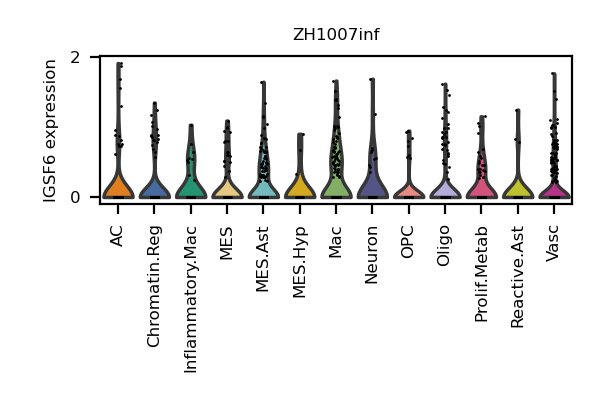 ZH1007inf
IGSF6 expression
2
0
AC
Chromatin.Reg
Inflammatory.Mac
MES
MES.Ast
MES.Hyp
Mac
Neuron
OPC
Oligo
Prolif.Metab
Reactive.Ast
Vasc